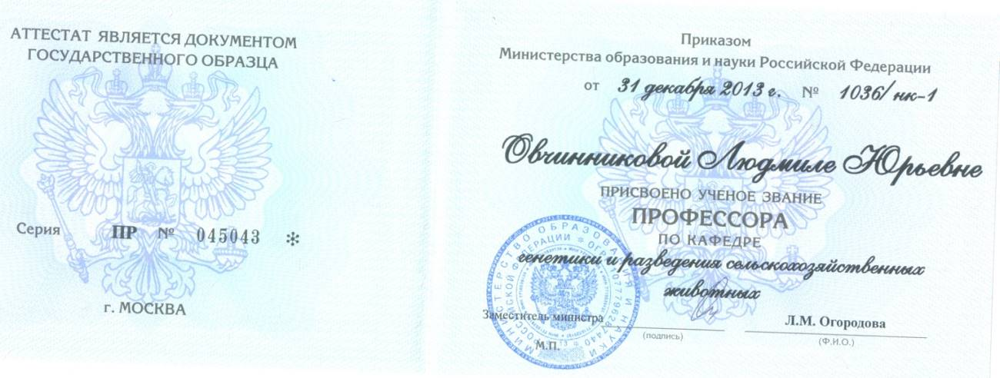 АТТЕСТАТ ЯВЛЯЕТСЯ ДОКУМЕНТОМ
ГОСУДАРСТВЕННОГО ОБРАЗЦА
Серия ПР № 045043 *
г. МОСКВА
Приказом
Министерства образования и науки Российской Федерации
от 31 декабря 2013 г. № 1036/нк-1
Овчинниковой Людмиле Юрьевне
ПРИСВОЕНО УЧЕНОЕ ЗВАНИЕ
ПРОФЕССОРА
ПО КАФЕДРЕ
генетики и разведения сельскохозяйственных
животных
Заместитель министра
Л.М. Огородова
(подпись)
(Ф.И.О.)
М.П.
МИНИСТЕРСТВО ОБРАЗОВАНИЯ И НАУКИ
РОССИЙСКОЙ ФЕДЕРАЦИИ * ОГРН 1077796287440